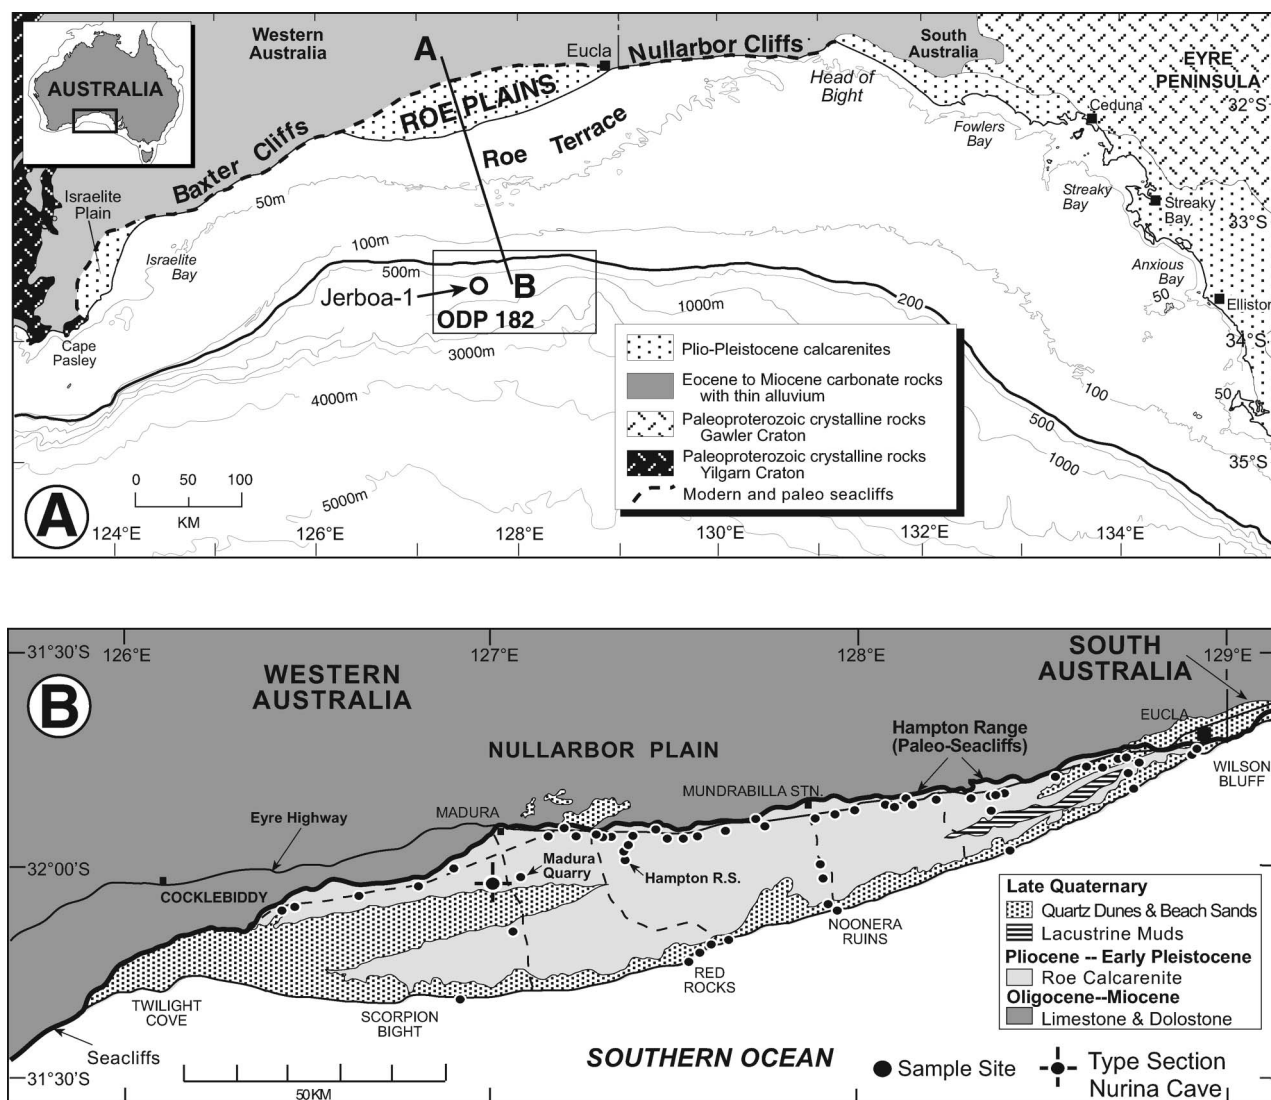 Western
Australia
A
Eucla
Nullarbor Cliffs
South
Australia
EYRE
PENINSULA
AUSTRALIA
ROE PLAINS
Head of
Bight
32°S
Ceduna
Fowlers
Bay
Baxter Cliffs
Roe Terrace
Israelite
Plain
50m
Streaky
Bay
Streaky
Bay
33°S
100m
Israelite
Bay
500m
Anxious
Bay
50
Jerboa-1
B
1000m
200
Elliston
ODP 182
Cape
Pasley
3000m
34°S
Plio-Pleistocene calcarenites
Eocene to Miocene carbonate rocks
with thin alluvium
Paleoproterozoic crystalline rocks
Gawler Craton
Paleoproterozoic crystalline rocks
Yilgarn Craton
Modern and paleo seacliffs
4000m
100
50
500
1000
35°S
0 50 100
KM
5000m
A
124°E 126°E 128°E 130°E 132°E 134°E
31°30'S
126°E 127°E 128°E 129°E
B
WESTERN
AUSTRALIA
SOUTH
AUSTRALIA
EUCLA
Hampton Range
(Paleo-Seacliffs)
NULLARBOR PLAIN
WILSON
BLUFF
MUNDRABILLA STN.
MADURA
Eyre Highway
Madura
Quarry
32°00'S
COCKLEBIDDY
Hampton R.S.
NOONERA
RUINS
RED
ROCKS
TWILIGHT
COVE
SCORPION
BIGHT
Seacliffs
Late Quaternary
Quartz Dunes & Beach Sands
Lacustrine Muds
Pliocene -- Early Pleistocene
Roe Calcarenite
Oligocene--Miocene
Limestone & Dolostone
SOUTHERN OCEAN
Sample Site
Type Section
Nurina Cave
31°30'S
50KM